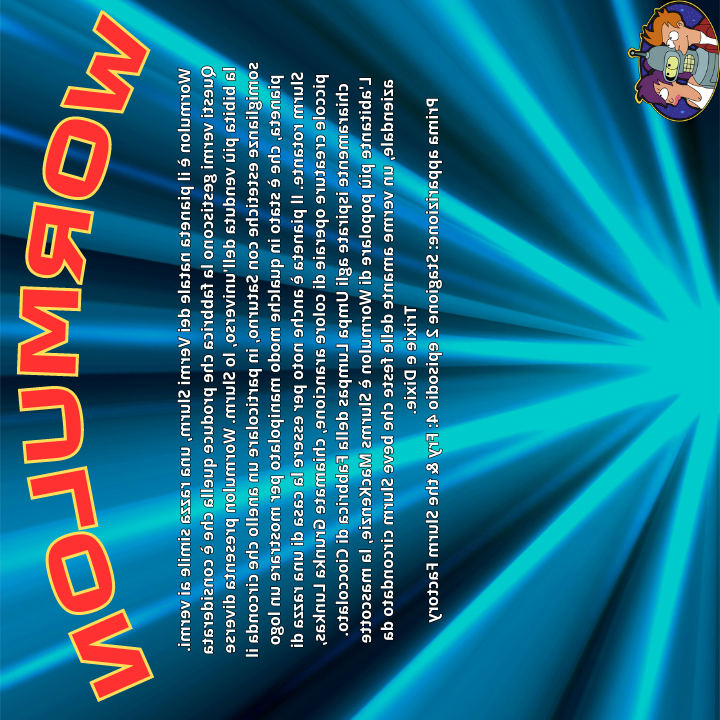 WORMULON
Wormulon il pianeta natale dei Vermi Slurm, una razza simile ai vermi.
Questi vermi gestiscono la fabbrica che produce quella che è considerata
la bibita più venduta dell'universo, lo Slurm. Wormulon presenta diverse
somiglianze estetiche con Saturno, in particolare un anello che circonda il
pianeta, che è stato in qualche modo manipolato per mostrare un logo
Slurm rotante. Il pianeta è anche noto per essere la casa di una razza di
piccole creature operaie di colore arancione, chiamate Grunka Lunkas,
chiaramente ispirate agli Umpa Lumpas della Fabbrica di Cioccolato.
L'abitante più popolare di Wormulon è Slurms Mackenzie, la mascotte
aziendale, un verme amante delle feste che beve Slurm circondato da
Trixie e Dixie.
Prima apparizione: Stagione 2 episodio 4: Fry & the Slurm Factory